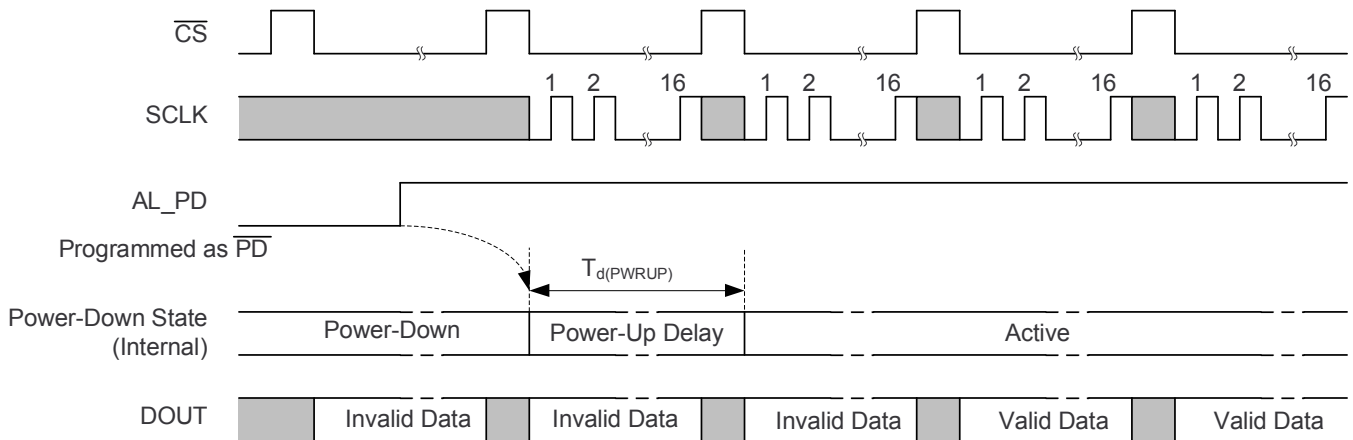 CS
1 2 16 1 2 16 1 2 16 1 2 16
SCLK
AL_PD
Programmed as PD
Td(PWRUP)
Power-Down State
(Internal)
Power-Down Power-Up Delay Active
DOUT Invalid Data Invalid Data Invalid Data Valid Data Valid Data